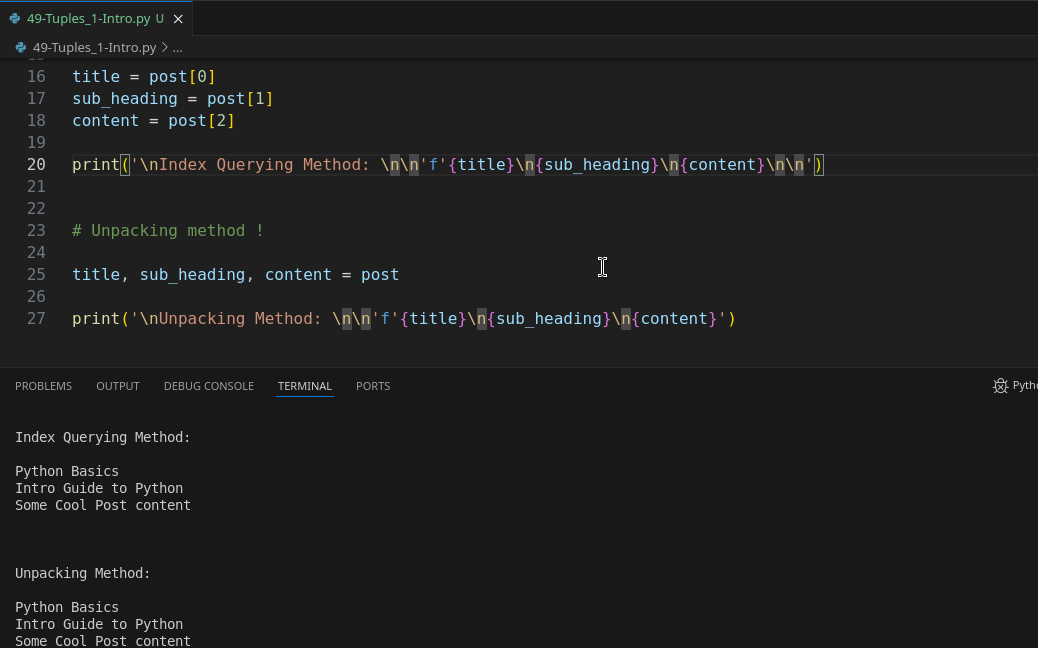 49-Tuples_1-Intro.py U
49-Tuples_1-Intro.py > ...
16 title = post[0]
17 sub_heading = post[1]
18 content = post[2]
19
20 print('\nIndex Querying Method: \n\n'f'{title}\n{sub_heading}\n{content}\n\n')
21
22
23 # Unpacking method !
24
25 title, sub_heading, content = post
26
27 print('\nUnpacking Method: \n\n'f'{title}\n{sub_heading}\n{content}')
PROBLEMS OUTPUT DEBUG CONSOLE TERMINAL PORTS
Index Querying Method:
Python Basics
Intro Guide to Python
Some Cool Post content
Unpacking Method:
Python Basics
Intro Guide to Python
Some Cool Post content